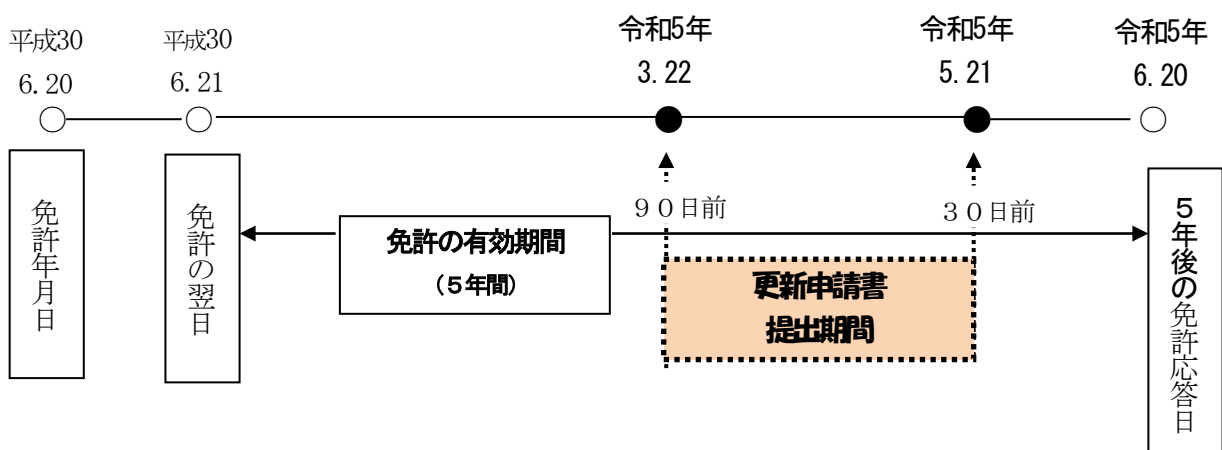 平成30
6.20
平成30
6.21
令和5年
3.22
令和5年
5.21
令和5年
6.20
免許年月日
免許の翌日
免許の有効期間
(5年間)
90日前
30日前
更新申請書
提出期間
5年後の免許応答日